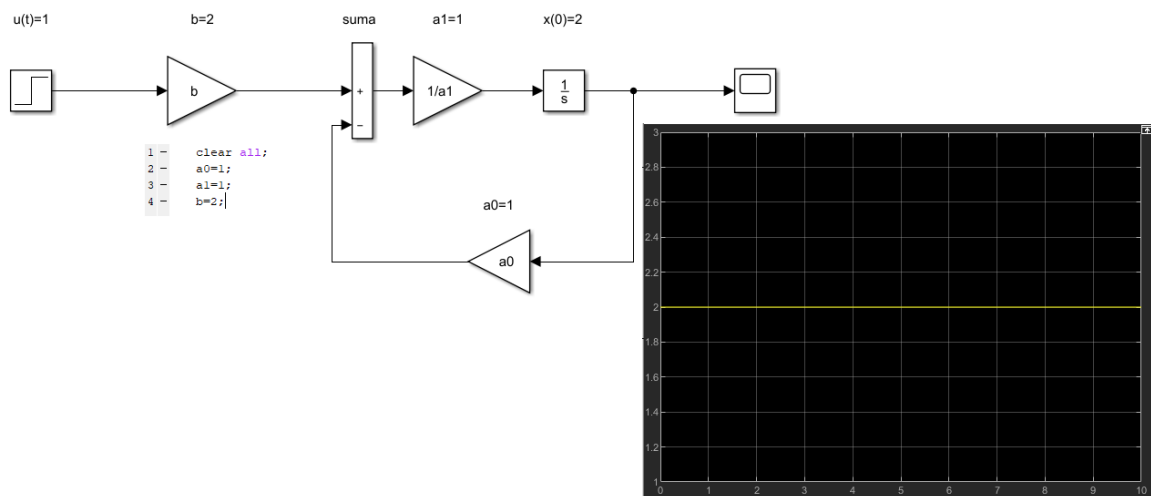 u(t)=1 b=2 suma a1=1 x(0)=2
b + − 1/a1 1 s
1 − clear all;
2 − a0=1;
3 − a1=1;
4 − b=2;
a0=1
a0
3
2.8
2.6
2.4
2.2
2
1.8
1.6
1.4
1.2
1
0 1 2 3 4 5 6 7 8 9 10